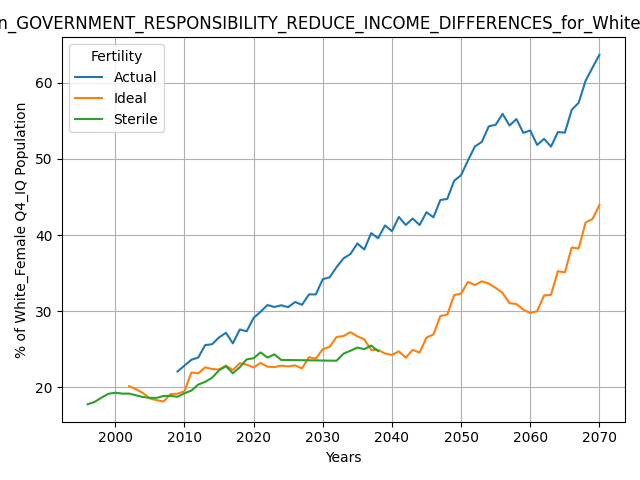 n_GOVERNMENT_RESPONSIBILITY_REDUCE_INCOME_DIFFERENCES_for_White
Fertility
Actual
Ideal
Sterile
% of White_Female Q4_IQ Population
60
50
40
30
20
2000 2010 2020 2030 2040 2050 2060 2070
Years